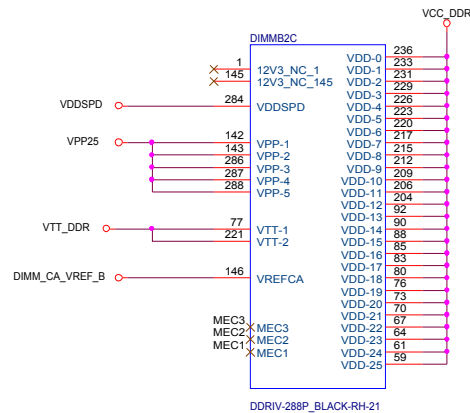 VCC_DDR
DIMMB2C
1 12V3_NC_1
145 12V3_NC_145
VDDSPD 284 VDDSPD
VPP25 142 VPP-1
143 VPP-2
286 VPP-3
287 VPP-4
288 VPP-5
VTT_DDR 77 VTT-1
221 VTT-2
DIMM_CA_VREF_B 146 VREFCA
MEC3 MEC3
MEC2 MEC2
MEC1 MEC1
VDD-0 236
VDD-1 233
VDD-2 231
VDD-3 229
VDD-4 226
VDD-5 223
VDD-6 220
VDD-7 217
VDD-8 215
VDD-9 212
VDD-10 209
VDD-11 206
VDD-12 204
VDD-13 92
VDD-14 90
VDD-15 88
VDD-16 85
VDD-17 83
VDD-18 80
VDD-19 76
VDD-20 73
VDD-21 70
VDD-22 67
VDD-23 64
VDD-24 61
VDD-25 59
DDRIV-288P_BLACK-RH-21